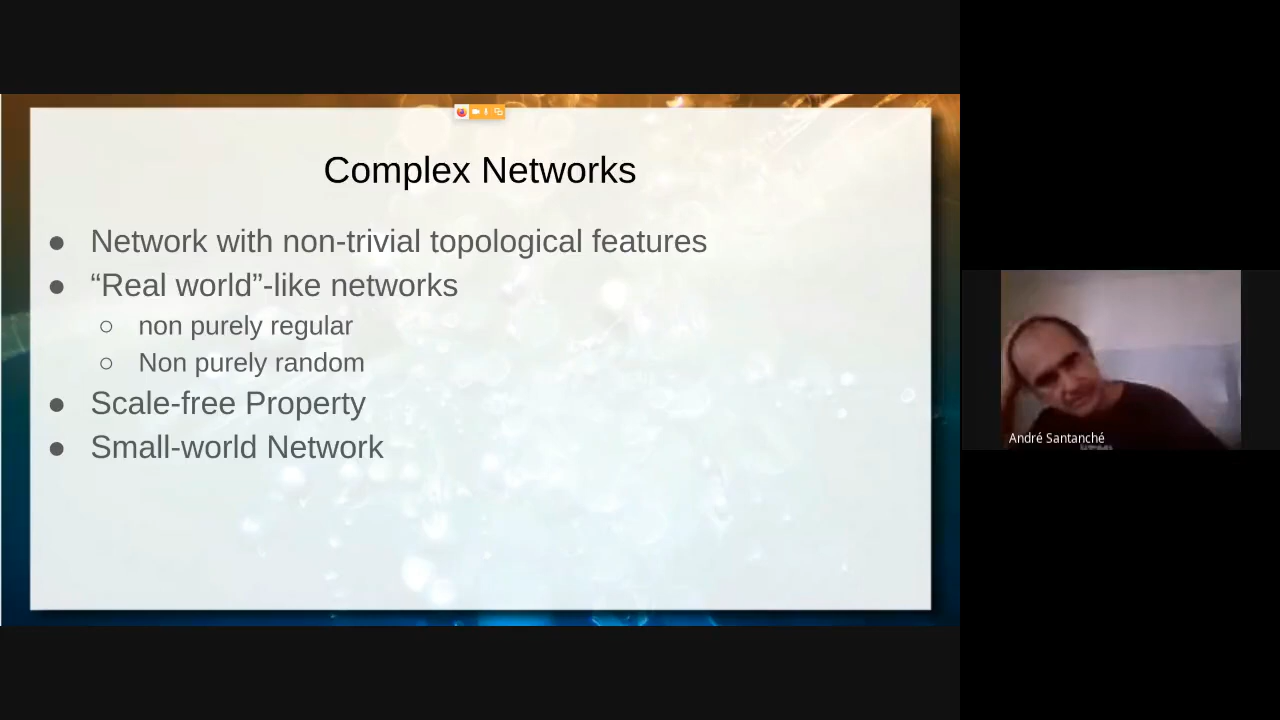 Complex Networks
● Network with non-trivial topological features
● “Real world”-like networks
○ non purely regular
○ Non purely random
● Scale-free Property
● Small-world Network
André Santanché